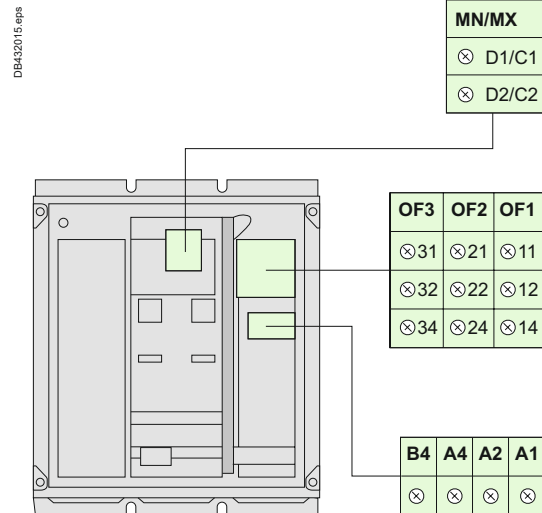 DB432015.eps
MN/MX
D1/C1
D2/C2
OF3 OF2 OF1
31 21 11
32 22 12
34 24 14
B4 A4 A2 A1